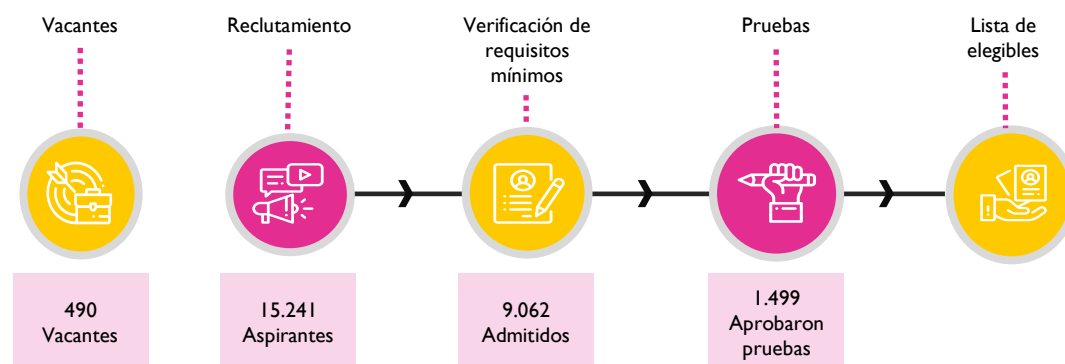 Vacantes
Reclutamiento
Verificación de
requisitos
mínimos
Pruebas
Lista de
elegibles
490
Vacantes
15.241
Aspirantes
9.062
Admitidos
1.499
Aprobaron
pruebas